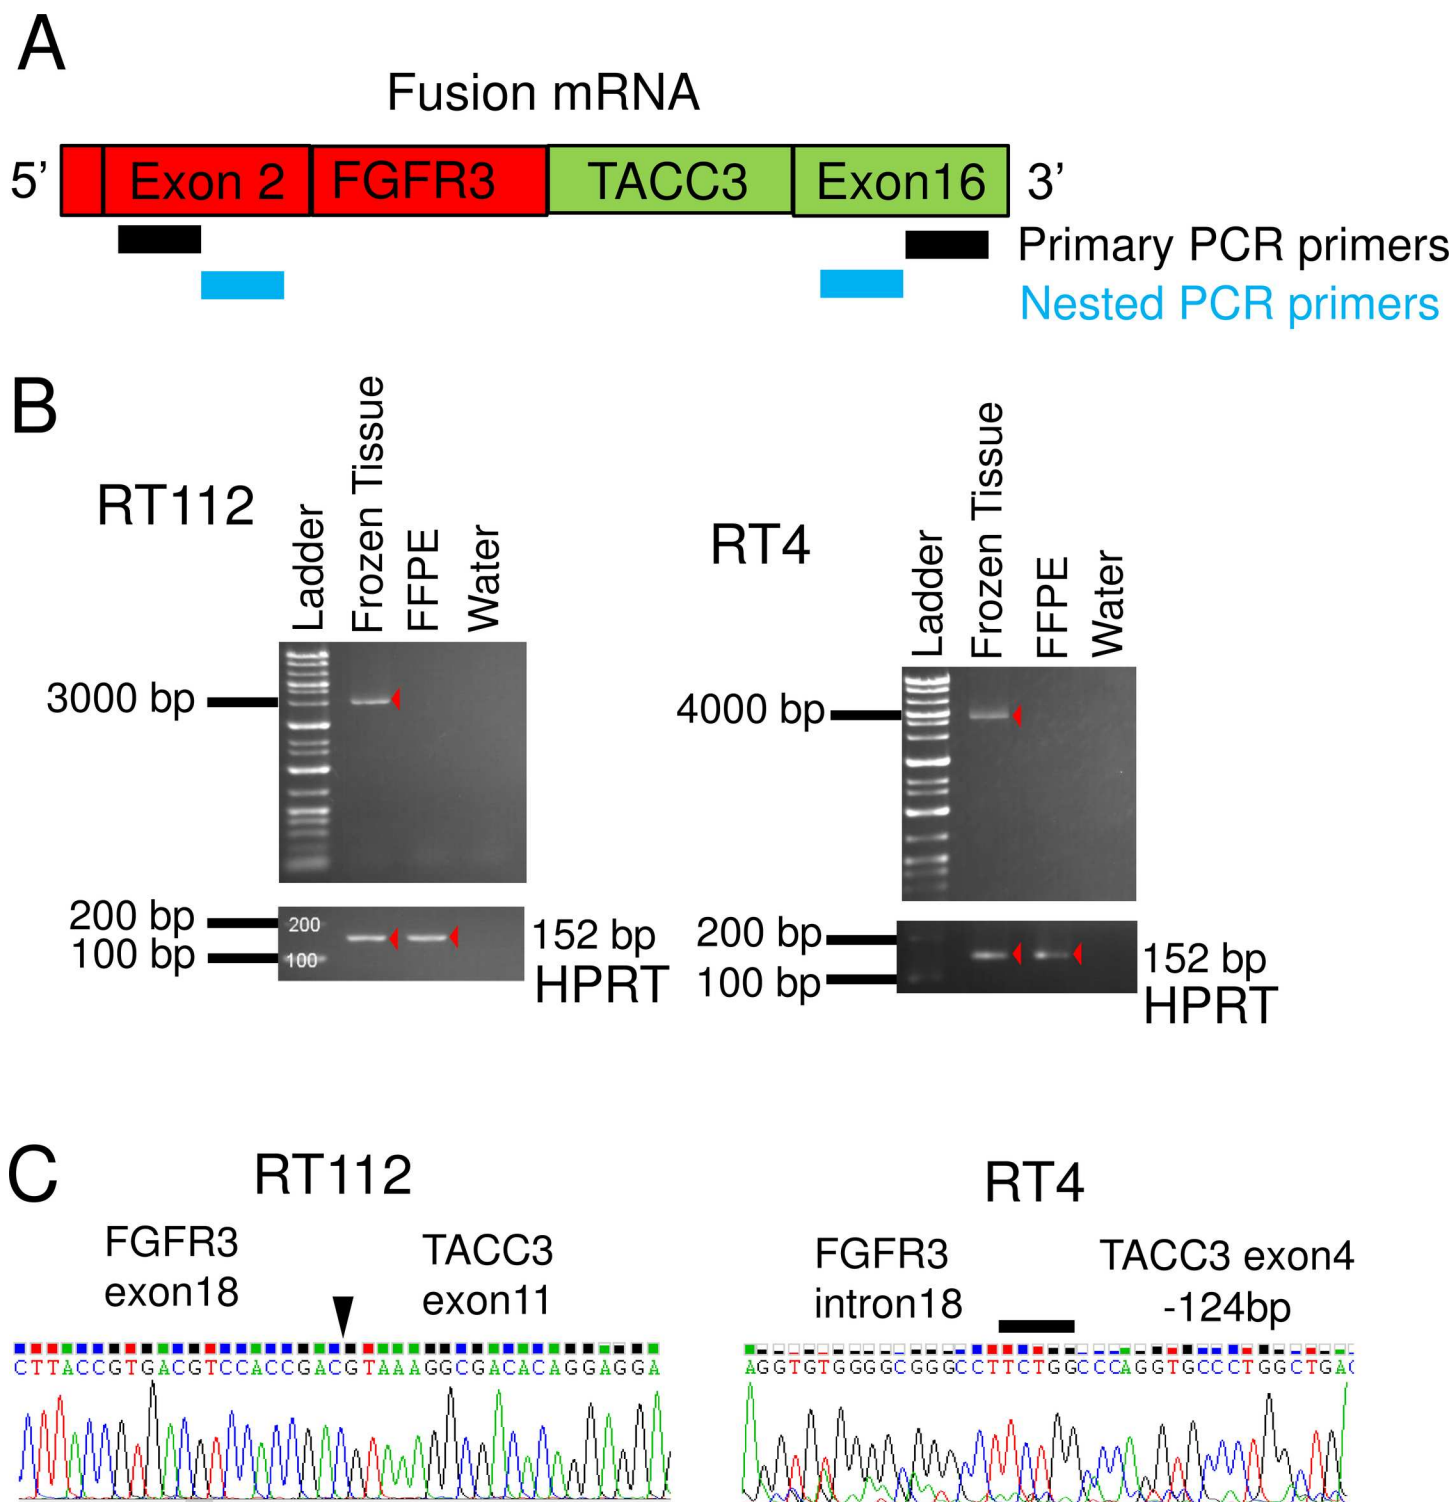 A
Fusion mRNA
5’ Exon 2 FGFR3 TACC3 Exon16 3’
Primary PCR primers
Nested PCR primers
B
RT112
Ladder
Frozen Tissue
FFPE
Water
3000 bp
200 bp
100 bp
200
100
152 bp
HPRT
RT4
Ladder
Frozen Tissue
FFPE
Water
4000 bp
200 bp
100 bp
152 bp
HPRT
C
RT112
FGFR3
exon18
TACC3
exon11
CTTACCGTGACGTCCACCGACGTAAAGGCGACACAGGAGGA
RT4
FGFR3
intron18
TACC3 exon4
-124bp
AGGTGTGGGGCGGGCCTTCTGGCCCAGGTGCCCTGGCTGAC